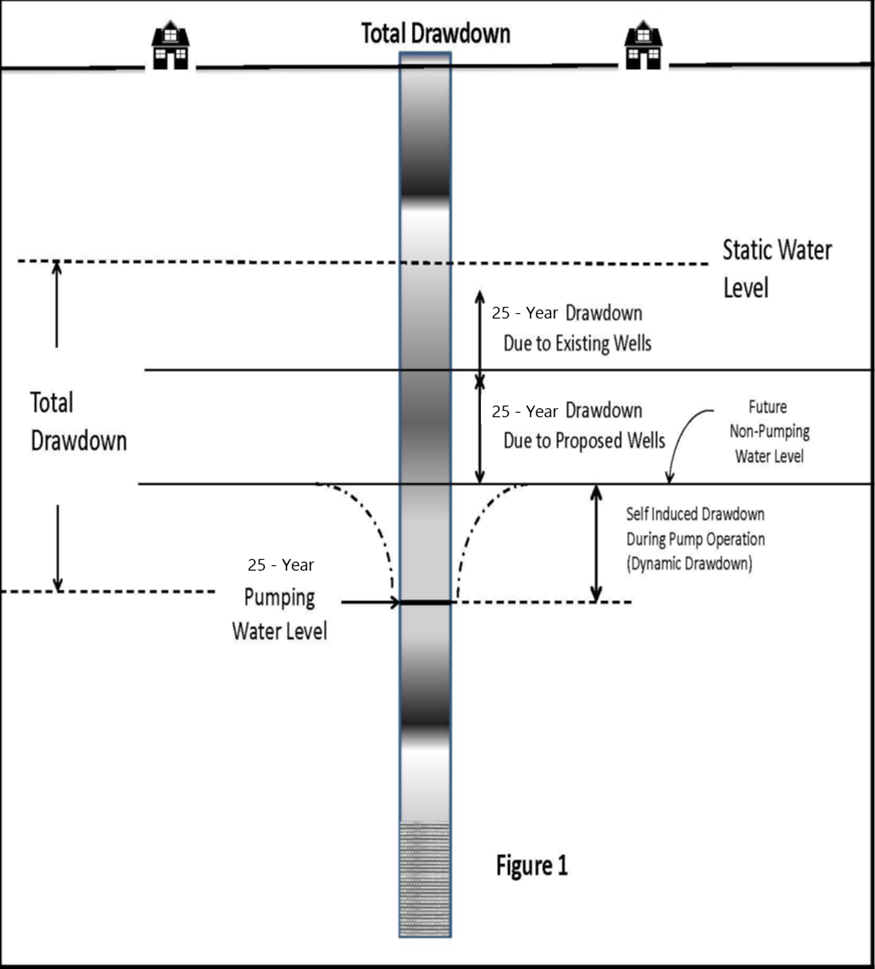 Total Drawdown
Static Water
Level
25 - Year Drawdown
Due to Existing Wells
Total
Drawdown
25 - Year Drawdown
Due to Proposed Wells
Future
Non-Pumping
Water Level
Self Induced Drawdown
During Pump Operation
(Dynamic Drawdown)
25 - Year
Pumping
Water Level
Figure 1